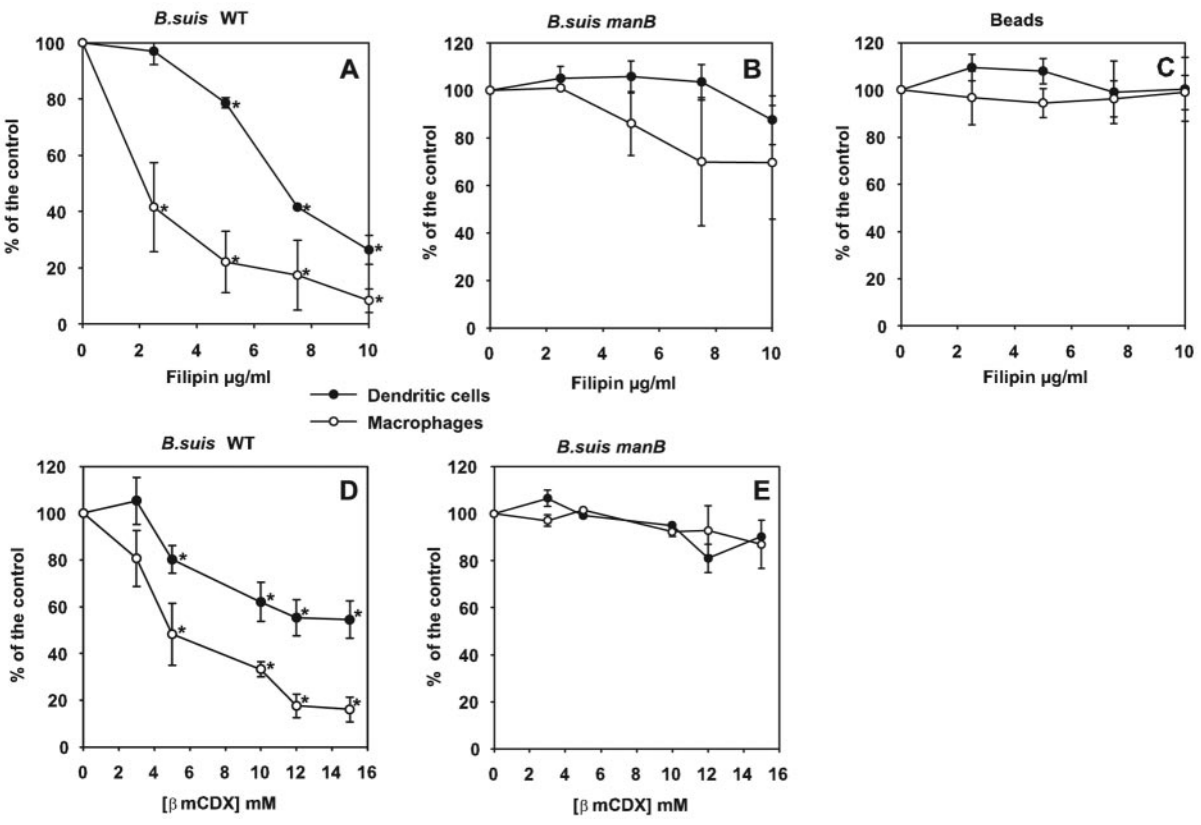 B.suis WT
A
% of the control
100
80
60
40
20
0
*
*
*
*
*
*
*
0 2 4 6 8 10
Filipin µg/ml
B.suis manB
B
% of the control
120
100
80
60
40
20
0
0 2 4 6 8 10
Filipin µg/ml
Beads
C
% of the control
120
100
80
60
40
20
0
0 2 4 6 8 10
Filipin µg/ml
Dendritic cells
Macrophages
B.suis WT
D
% of the control
120
100
80
60
40
20
0
*
*
*
*
*
*
*
*
0 2 4 6 8 10 12 14 16
[β mCDX] mM
B.suis manB
E
% of the control
120
100
80
60
40
20
0
0 2 4 6 8 10 12 14 16
[β mCDX] mM